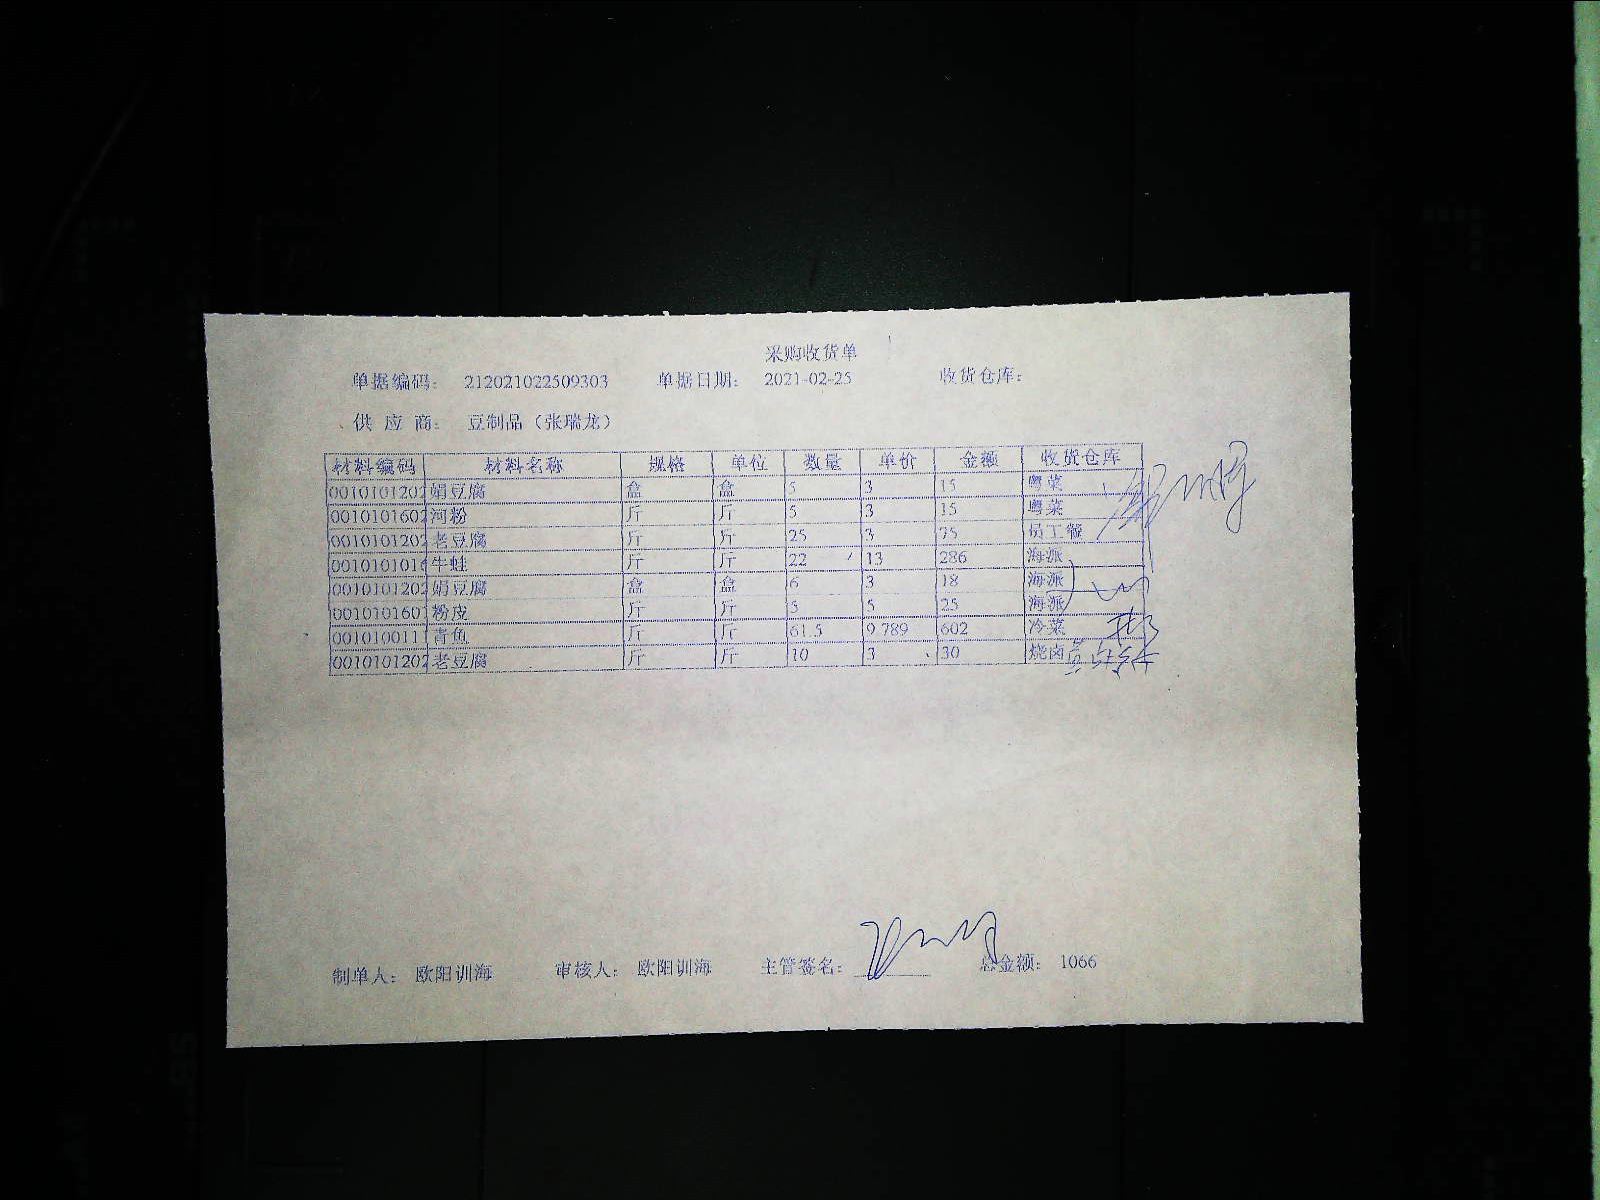 采购收货单
单据编码： 212021022509303 单据日期： 2021-02-25 收货仓库：
供 应 商： 豆制品（张瑞龙）
材料编码 材料名称 规格 单位 数量 单价 金额 收货仓库
0010101202 娟豆腐 盒 盒 5 3 15 粤菜
0010101602 河粉 斤 斤 5 3 15 粤菜
0010101202 老豆腐 斤 斤 25 3 75 员工餐
0010101016 牛蛙 斤 斤 22 13 286 海派
0010101202 娟豆腐 盒 盒 6 3 18 海派
0010101601 粉皮 斤 斤 5 5 25 海派
0010100111 青鱼 斤 斤 61.5 9.789 602 冷菜
0010101202 老豆腐 斤 斤 10 3 30 烧卤
制单人： 欧阳训海 审核人： 欧阳训海 主管签名： 总金额： 1066